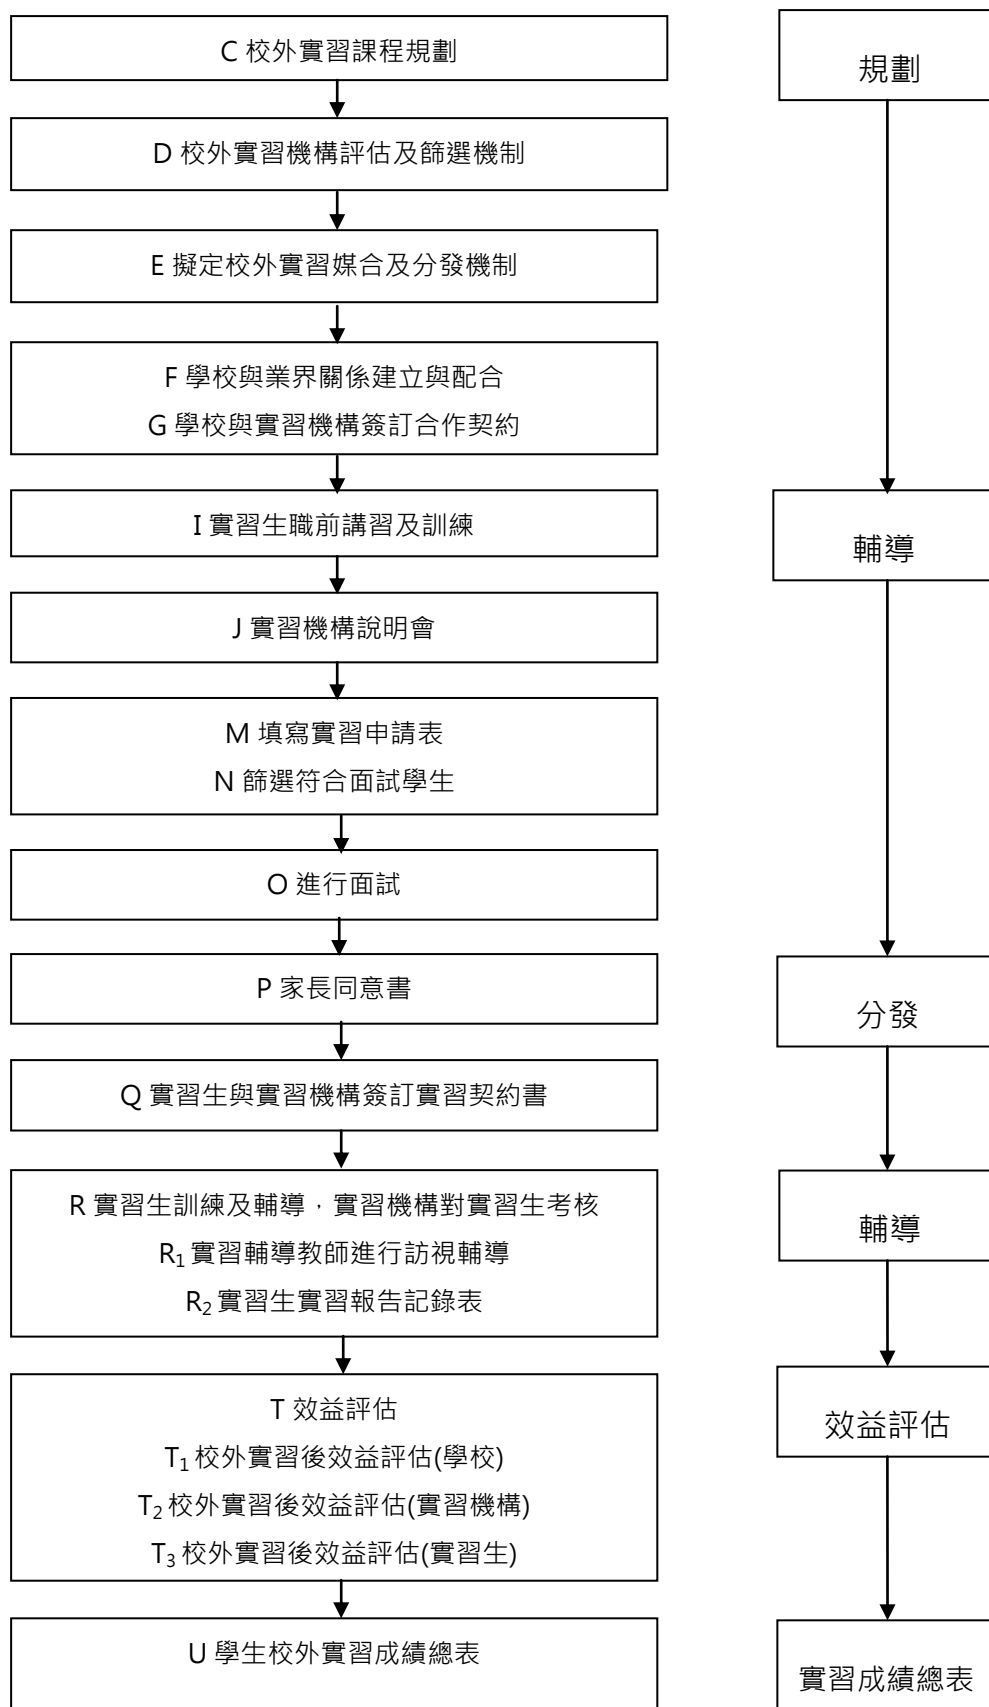 C 校外實習課程規劃
D 校外實習機構評估及篩選機制
E 擬定校外實習媒合及分發機制
F 學校與業界關係建立與配合
G 學校與實習機構簽訂合作契約
I 實習生職前講習及訓練
J 實習機構說明會
M 填寫實習申請表
N 篩選符合面試學生
O 進行面試
P 家長同意書
Q 實習生與實習機構簽訂實習契約書
R 實習生訓練及輔導，實習機構對實習生考核
R₁ 實習輔導教師進行訪視輔導
R₂ 實習生實習報告記錄表
T 效益評估
T₁ 校外實習後效益評估(學校)
T₂ 校外實習後效益評估(實習機構)
T₃ 校外實習後效益評估(實習生)
U 學生校外實習成績總表
規劃
輔導
分發
輔導
效益評估
實習成績總表